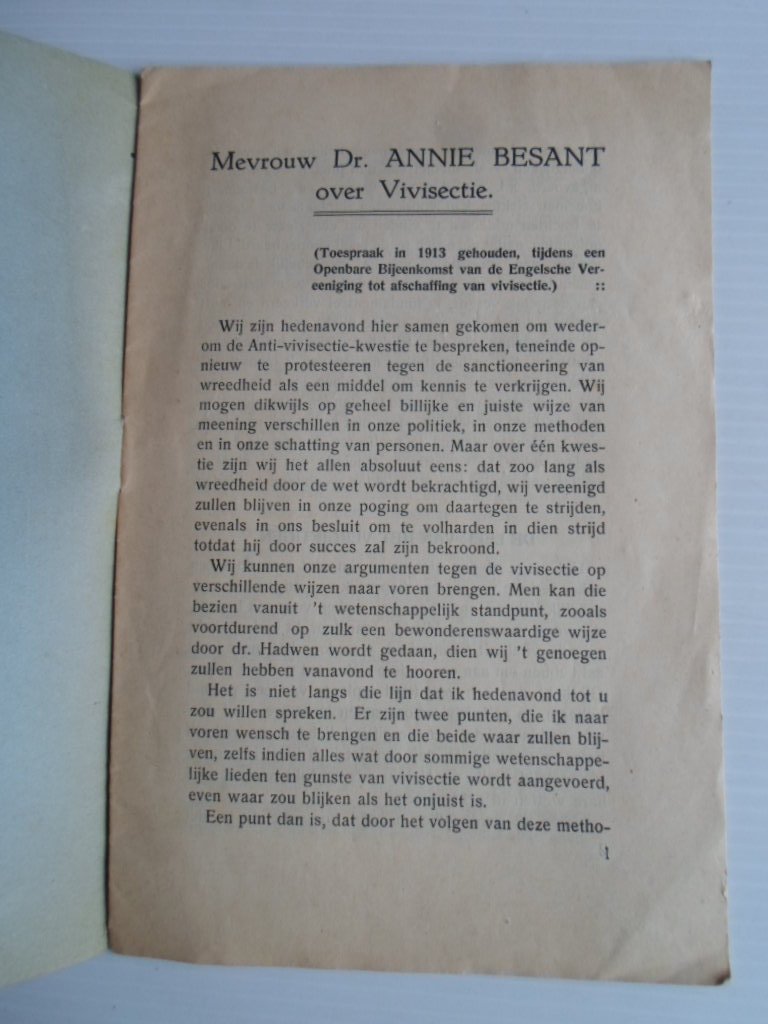 Mevrouw Dr. ANNIE BESANT
over Vivisectie.
(Toespraak in 1913 gehouden, tijdens een
Openbare Bijeenkomst van de Engelsche Ver-
eeniging tot afschaffing van vivisectie.) ::
Wij zijn hedenavond hier samen gekomen om weder-
om de Anti-vivisectie-kwestie te bespreken, teneinde op-
nieuw te protesteeren tegen de sanctioneering van
wreedheid als een middel om kennis te verkrijgen. Wij
mogen dikwijls op geheel billijke en juiste wijze van
meening verschillen in onze politiek, in onze methoden
en in onze schatting van personen. Maar over één kwes-
tie zijn wij het allen absoluut eens: dat zoo lang als
wreedheid door de wet wordt bekrachtigd, wij vereenigd
zullen blijven in onze poging om daartegen te strijden,
evenals in ons besluit om te volharden in dien strijd
totdat hij door succes zal zijn bekroond.
Wij kunnen onze argumenten tegen de vivisectie op
verschillende wijzen naar voren brengen. Men kan die
bezien vanuit 't wetenschappelijk standpunt, zooals
voortdurend op zulk een bewonderenswaardige wijze
door dr. Hadwen wordt gedaan, dien wij 't genoegen
zullen hebben vanavond te hooren.
Het is niet langs die lijn dat ik hedenavond tot u
zou willen spreken. Er zijn twee punten, die ik naar
voren wensch te brengen en die beide waar zullen blij-
ven, zelfs indien alles wat door sommige wetenschappe-
lijke lieden ten gunste van vivisectie wordt aangevoerd,
even waar zou blijken als het onjuist is.
Een punt dan is, dat door het volgen van deze metho-
1